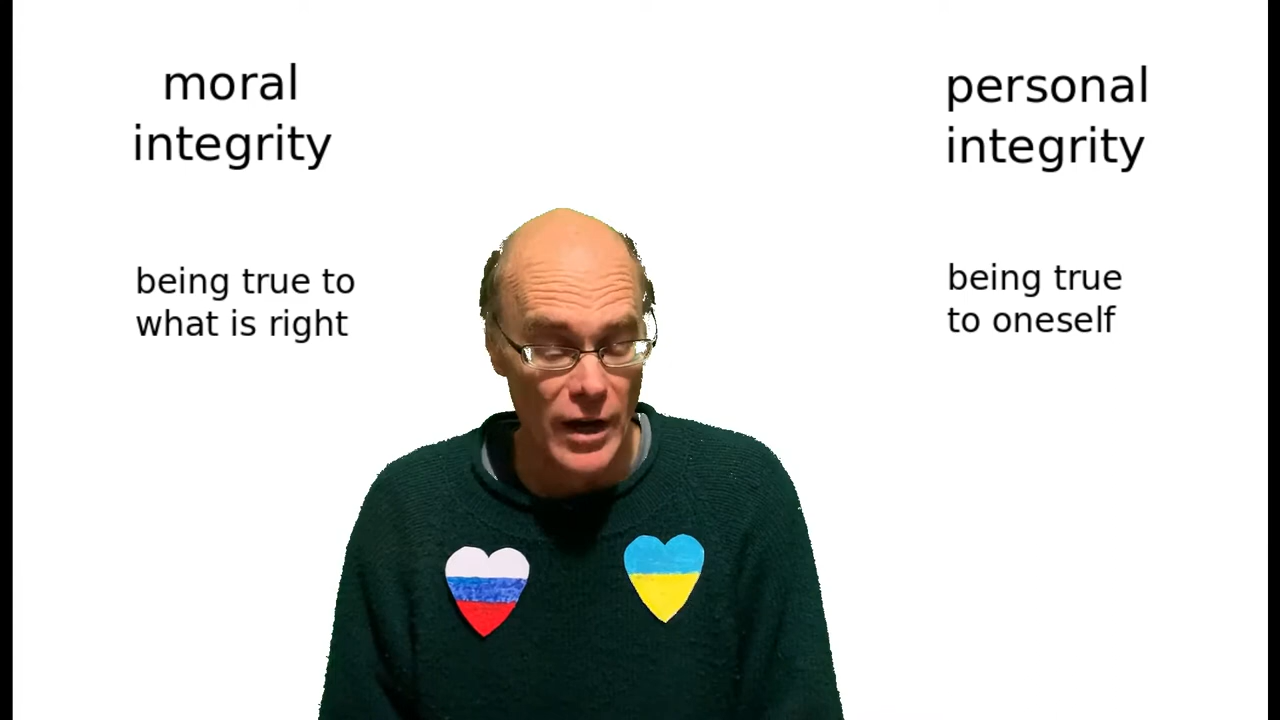 moral
integrity
being true to
what is right
personal
integrity
being true
to oneself